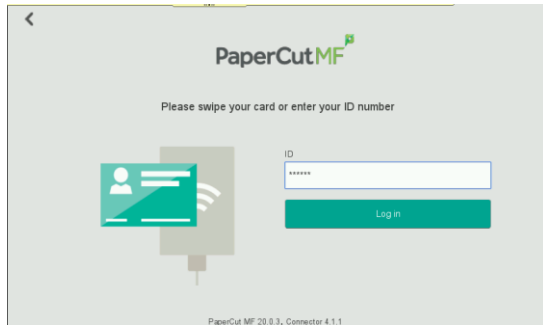 PaperCut MF
Please swipe your card or enter your ID number
ID
******
Log in
PaperCut MF 20.0.3, Connector 4.1.1